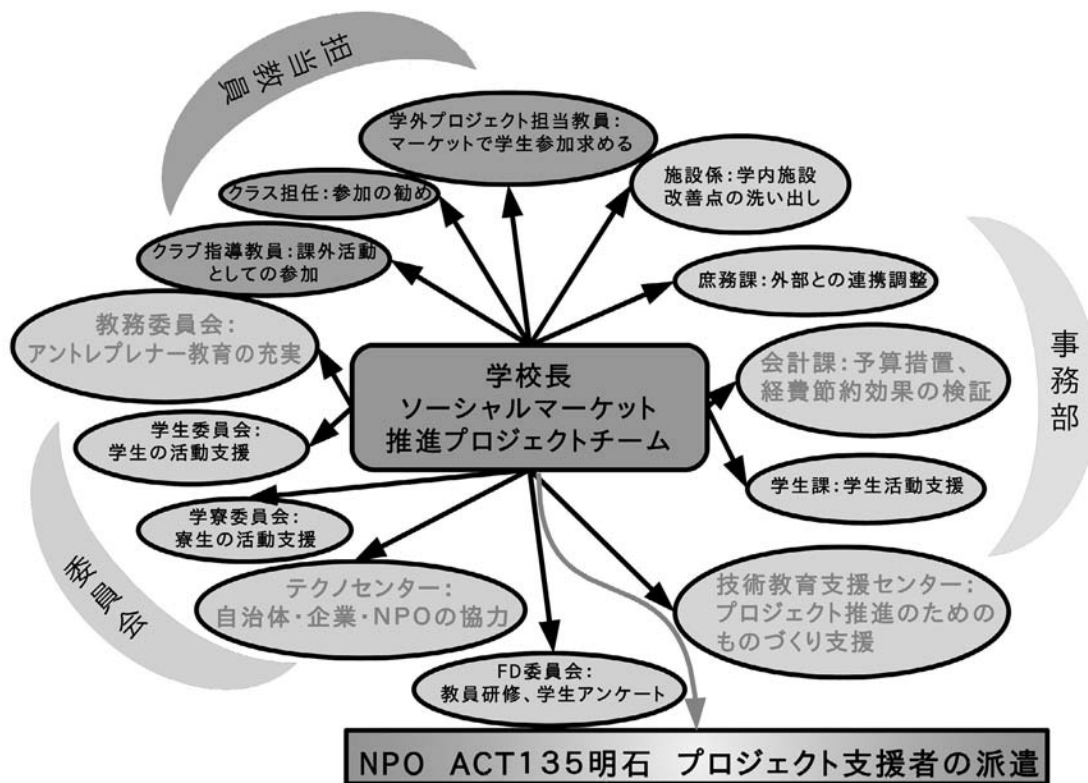 担当教員
学外プロジェクト担当教員：
マーケットで学生参加求める
クラス担任：参加の勧め
クラブ指導教員：課外活動
としての参加
施設係：学内施設
改善点の洗い出し
庶務課：外部との連携調整
会計課：予算措置、
経費節約効果の検証
学生課：学生活動支援
事務部
教務委員会：
アントレプレナー教育の充実
学生委員会：
学生の活動支援
学寮委員会：
寮生の活動支援
委員会
学校長
ソーシャルマーケット
推進プロジェクトチーム
テクノセンター：
自治体・企業・NPOの協力
FD委員会：
教員研修、学生アンケート
技術教育支援センター：
プロジェクト推進のための
ものづくり支援
NPO ACT135明石 プロジェクト支援者の派遣